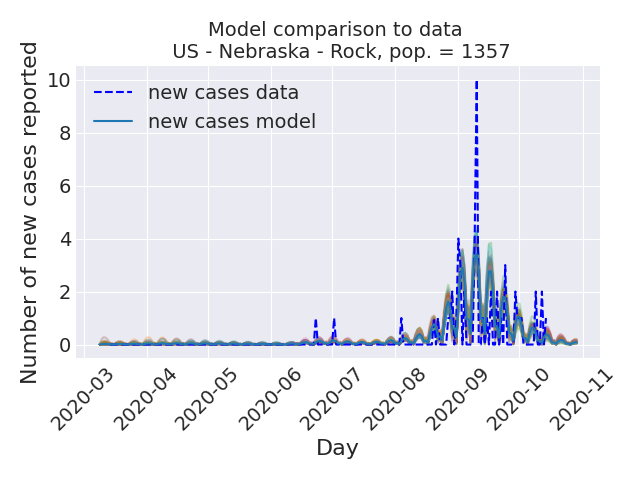 Model comparison to data
US - Nebraska - Rock, pop. = 1357
Number of new cases reported
10
8
6
4
2
0
new cases data
new cases model
2020-03
2020-04
2020-05
2020-06
2020-07
2020-08
2020-09
2020-10
2020-11
Day